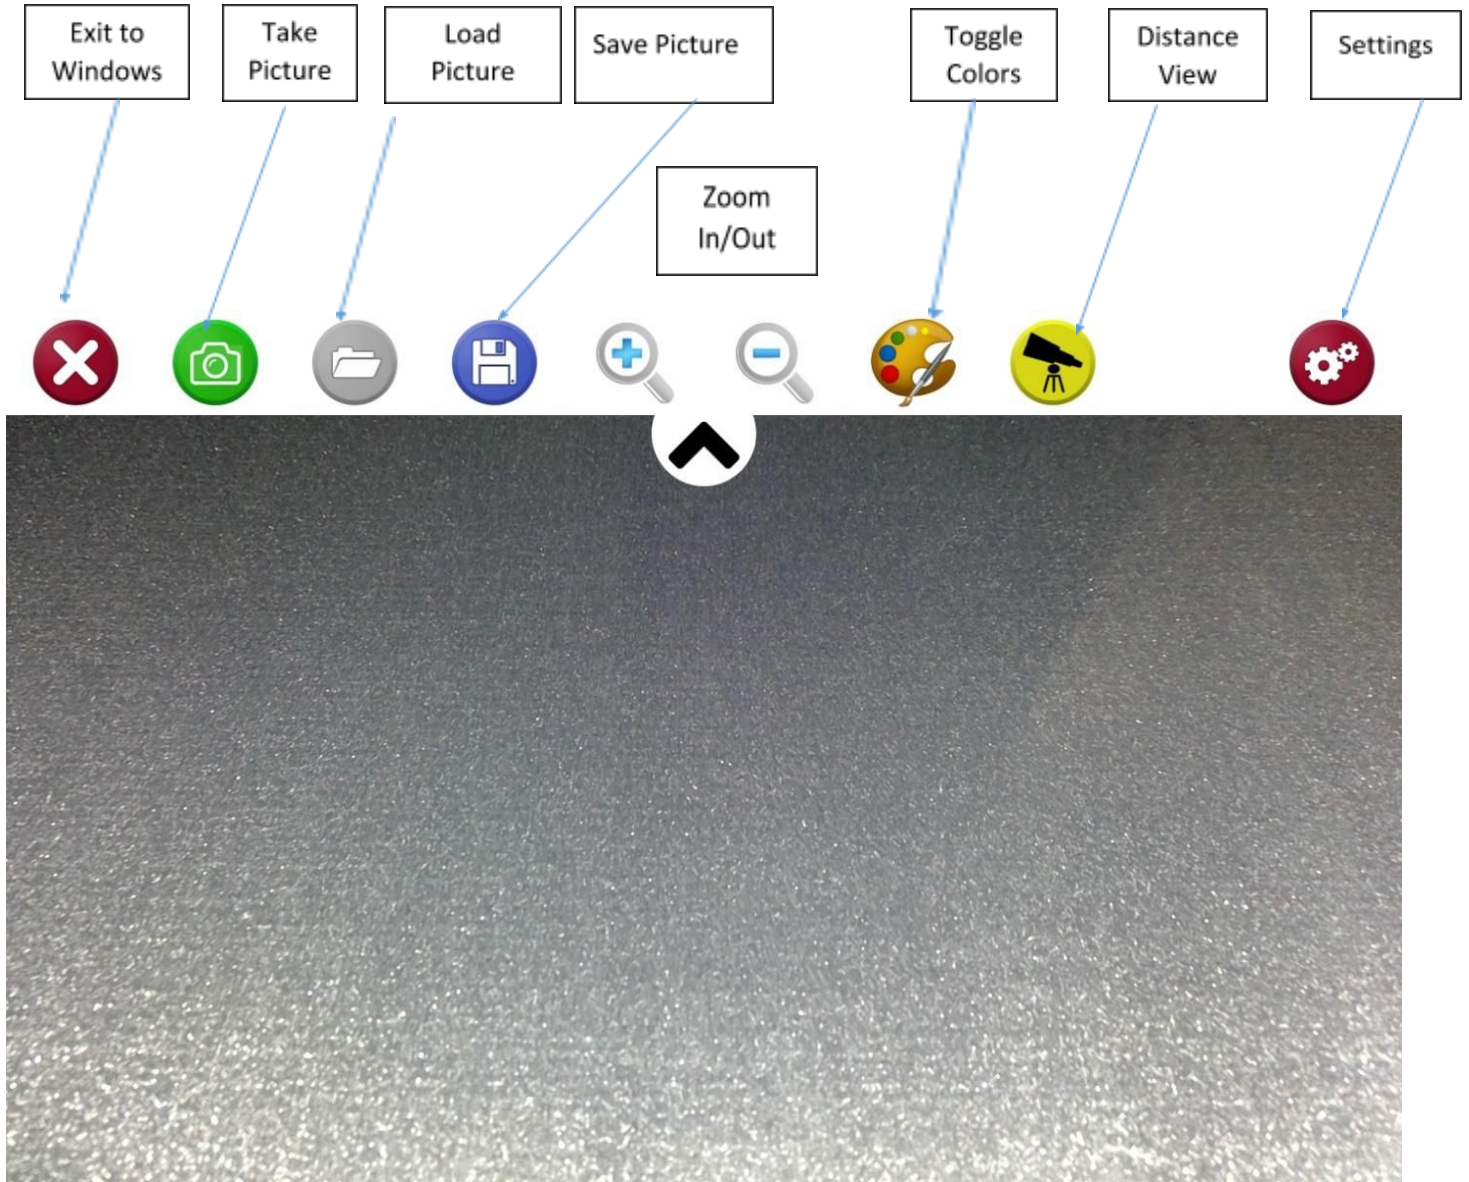 Exit to
Windows
Take
Picture
Load
Picture
Save Picture
Toggle
Colors
Distance
View
Settings
Zoom
In/Out